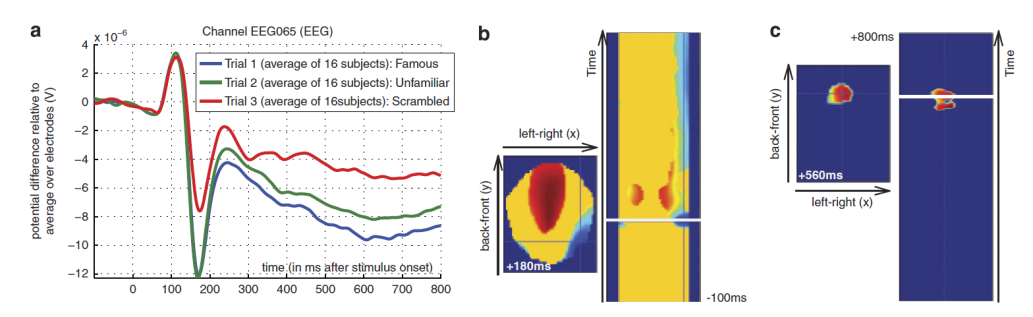 a
x 10⁻⁶
Channel EEG065 (EEG)
4
2
0
−2
−4
−6
−8
−10
−12
potential difference relative to
average over electrodes (V)
Trial 1 (average of 16 subjects): Famous
Trial 2 (average of 16 subjects): Unfamiliar
Trial 3 (average of 16subjects): Scrambled
time (in ms after stimulus onset)
0 100 200 300 400 500 600 700 800
b
Time
left-right (x)
back-front (y)
+180ms
-100ms
c
+800ms
Time
back-front (y)
+560ms
left-right (x)